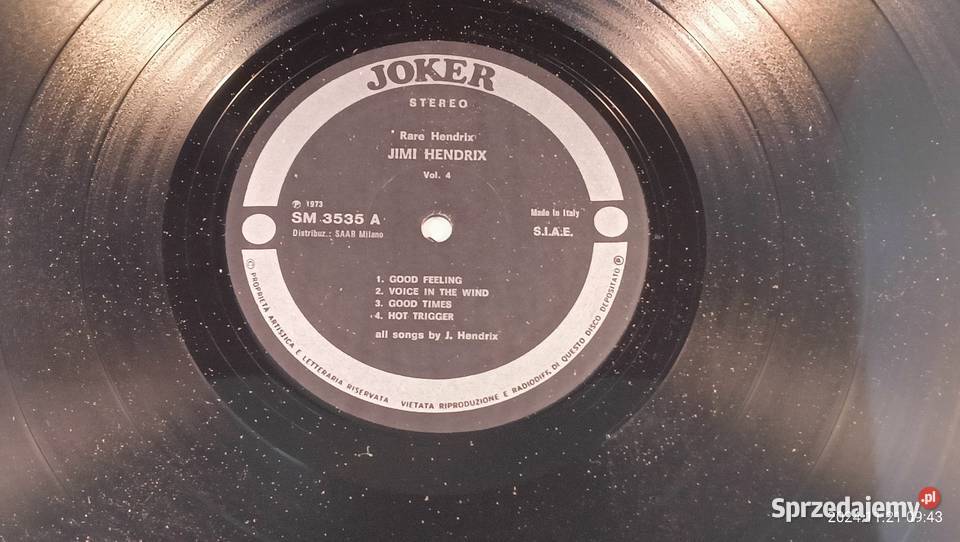 JOKER
STEREO
Rare Hendrix
JIMI HENDRIX
Vol. 4
℗ 1973
SM 3535 A
Distribuz.: SAAR Milano
Made in Italy
S.I.A.E.
1. GOOD FEELING
2. VOICE IN THE WIND
3. GOOD TIMES
4. HOT TRIGGER
all songs by J. Hendrix
© PROPRIETÀ ARTISTICA E LETTERARIA RISERVATA VIETATA RIPRODUZIONE E RADIODIFF. DI QUESTO DISCO DEPOSITATO ℗
Sprzedajemy.pl
09:43